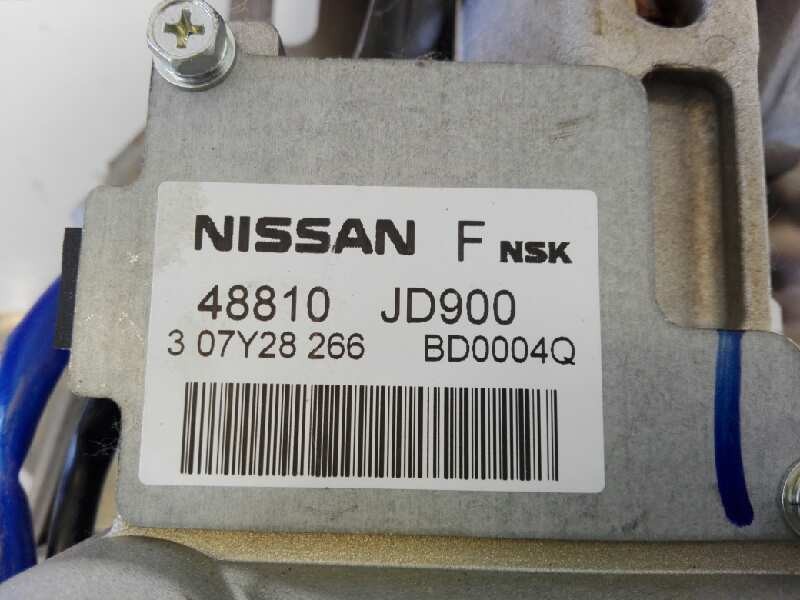 NISSAN F NSK
48810 JD900
3 07Y28 266 BD0004Q